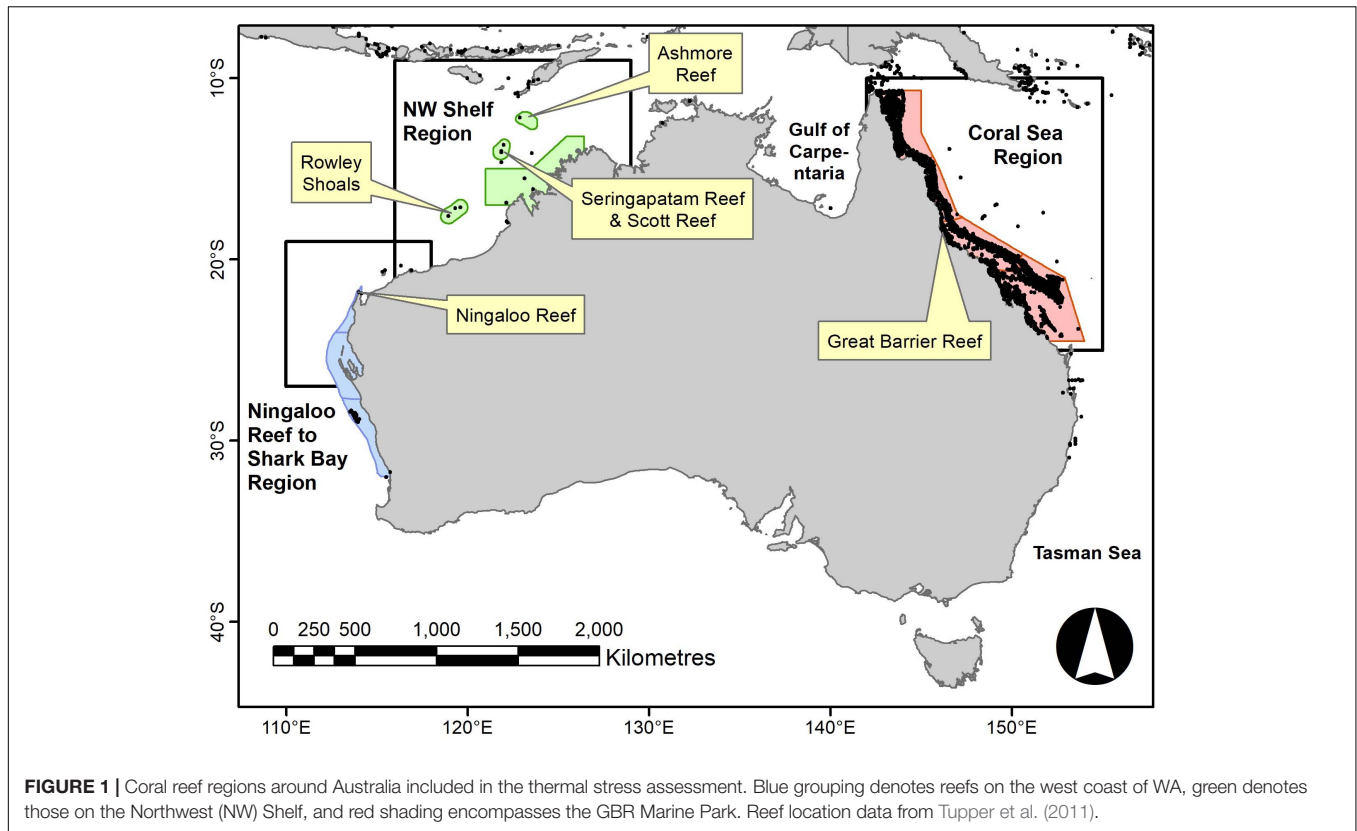 10°S
20°S
30°S
40°S
Ashmore
Reef
NW Shelf
Region
Rowley
Shoals
Seringapatam Reef
& Scott Reef
Gulf of
Carpe-
ntaria
Coral Sea
Region
Ningaloo Reef
Great Barrier Reef
Ningaloo
Reef to
Shark Bay
Region
Tasman Sea
0 250 500 1,000 1,500 2,000
Kilometres
110°E 120°E 130°E 140°E 150°E
FIGURE 1 | Coral reef regions around Australia included in the thermal stress assessment. Blue grouping denotes reefs on the west coast of WA, green denotes
those on the Northwest (NW) Shelf, and red shading encompasses the GBR Marine Park. Reef location data from Tupper et al. (2011).